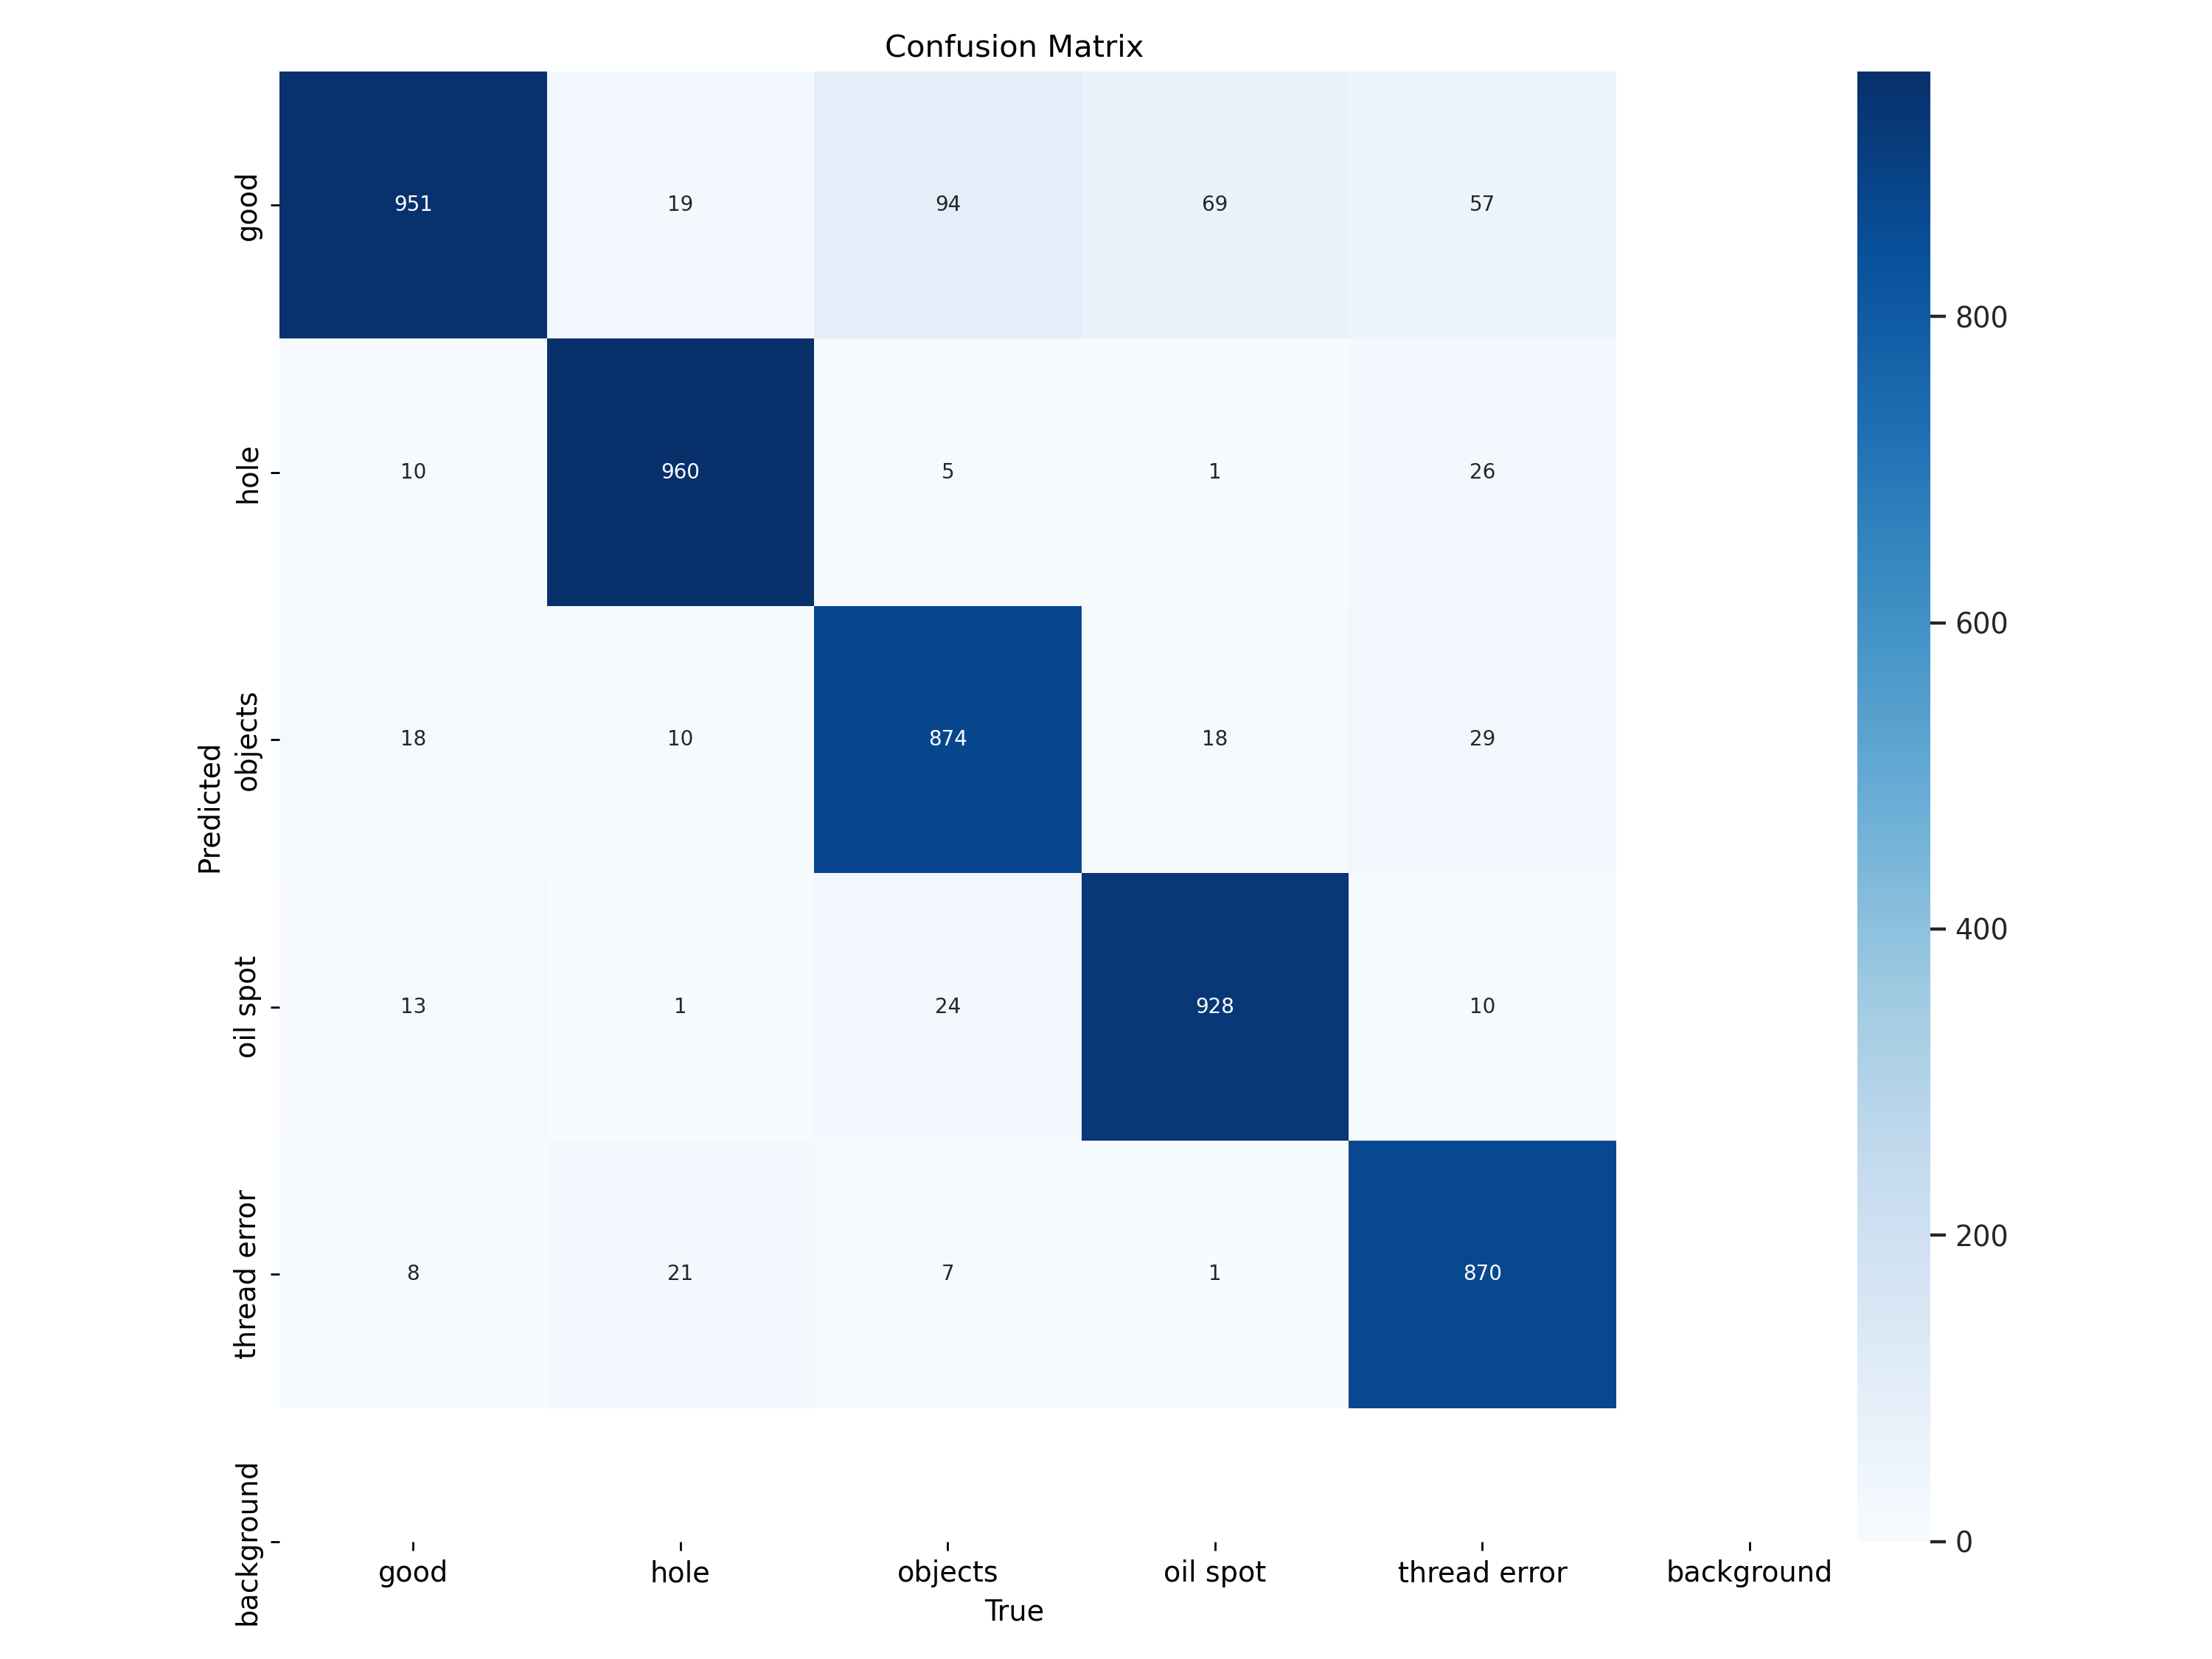 Confusion Matrix
good
951 19 94 69 57
hole
10 960 5 1 26
objects
18 10 874 18 29
oil spot
13 1 24 928 10
thread error
8 21 7 1 870
background
Predicted
good hole objects oil spot thread error background
True
800
600
400
200
0